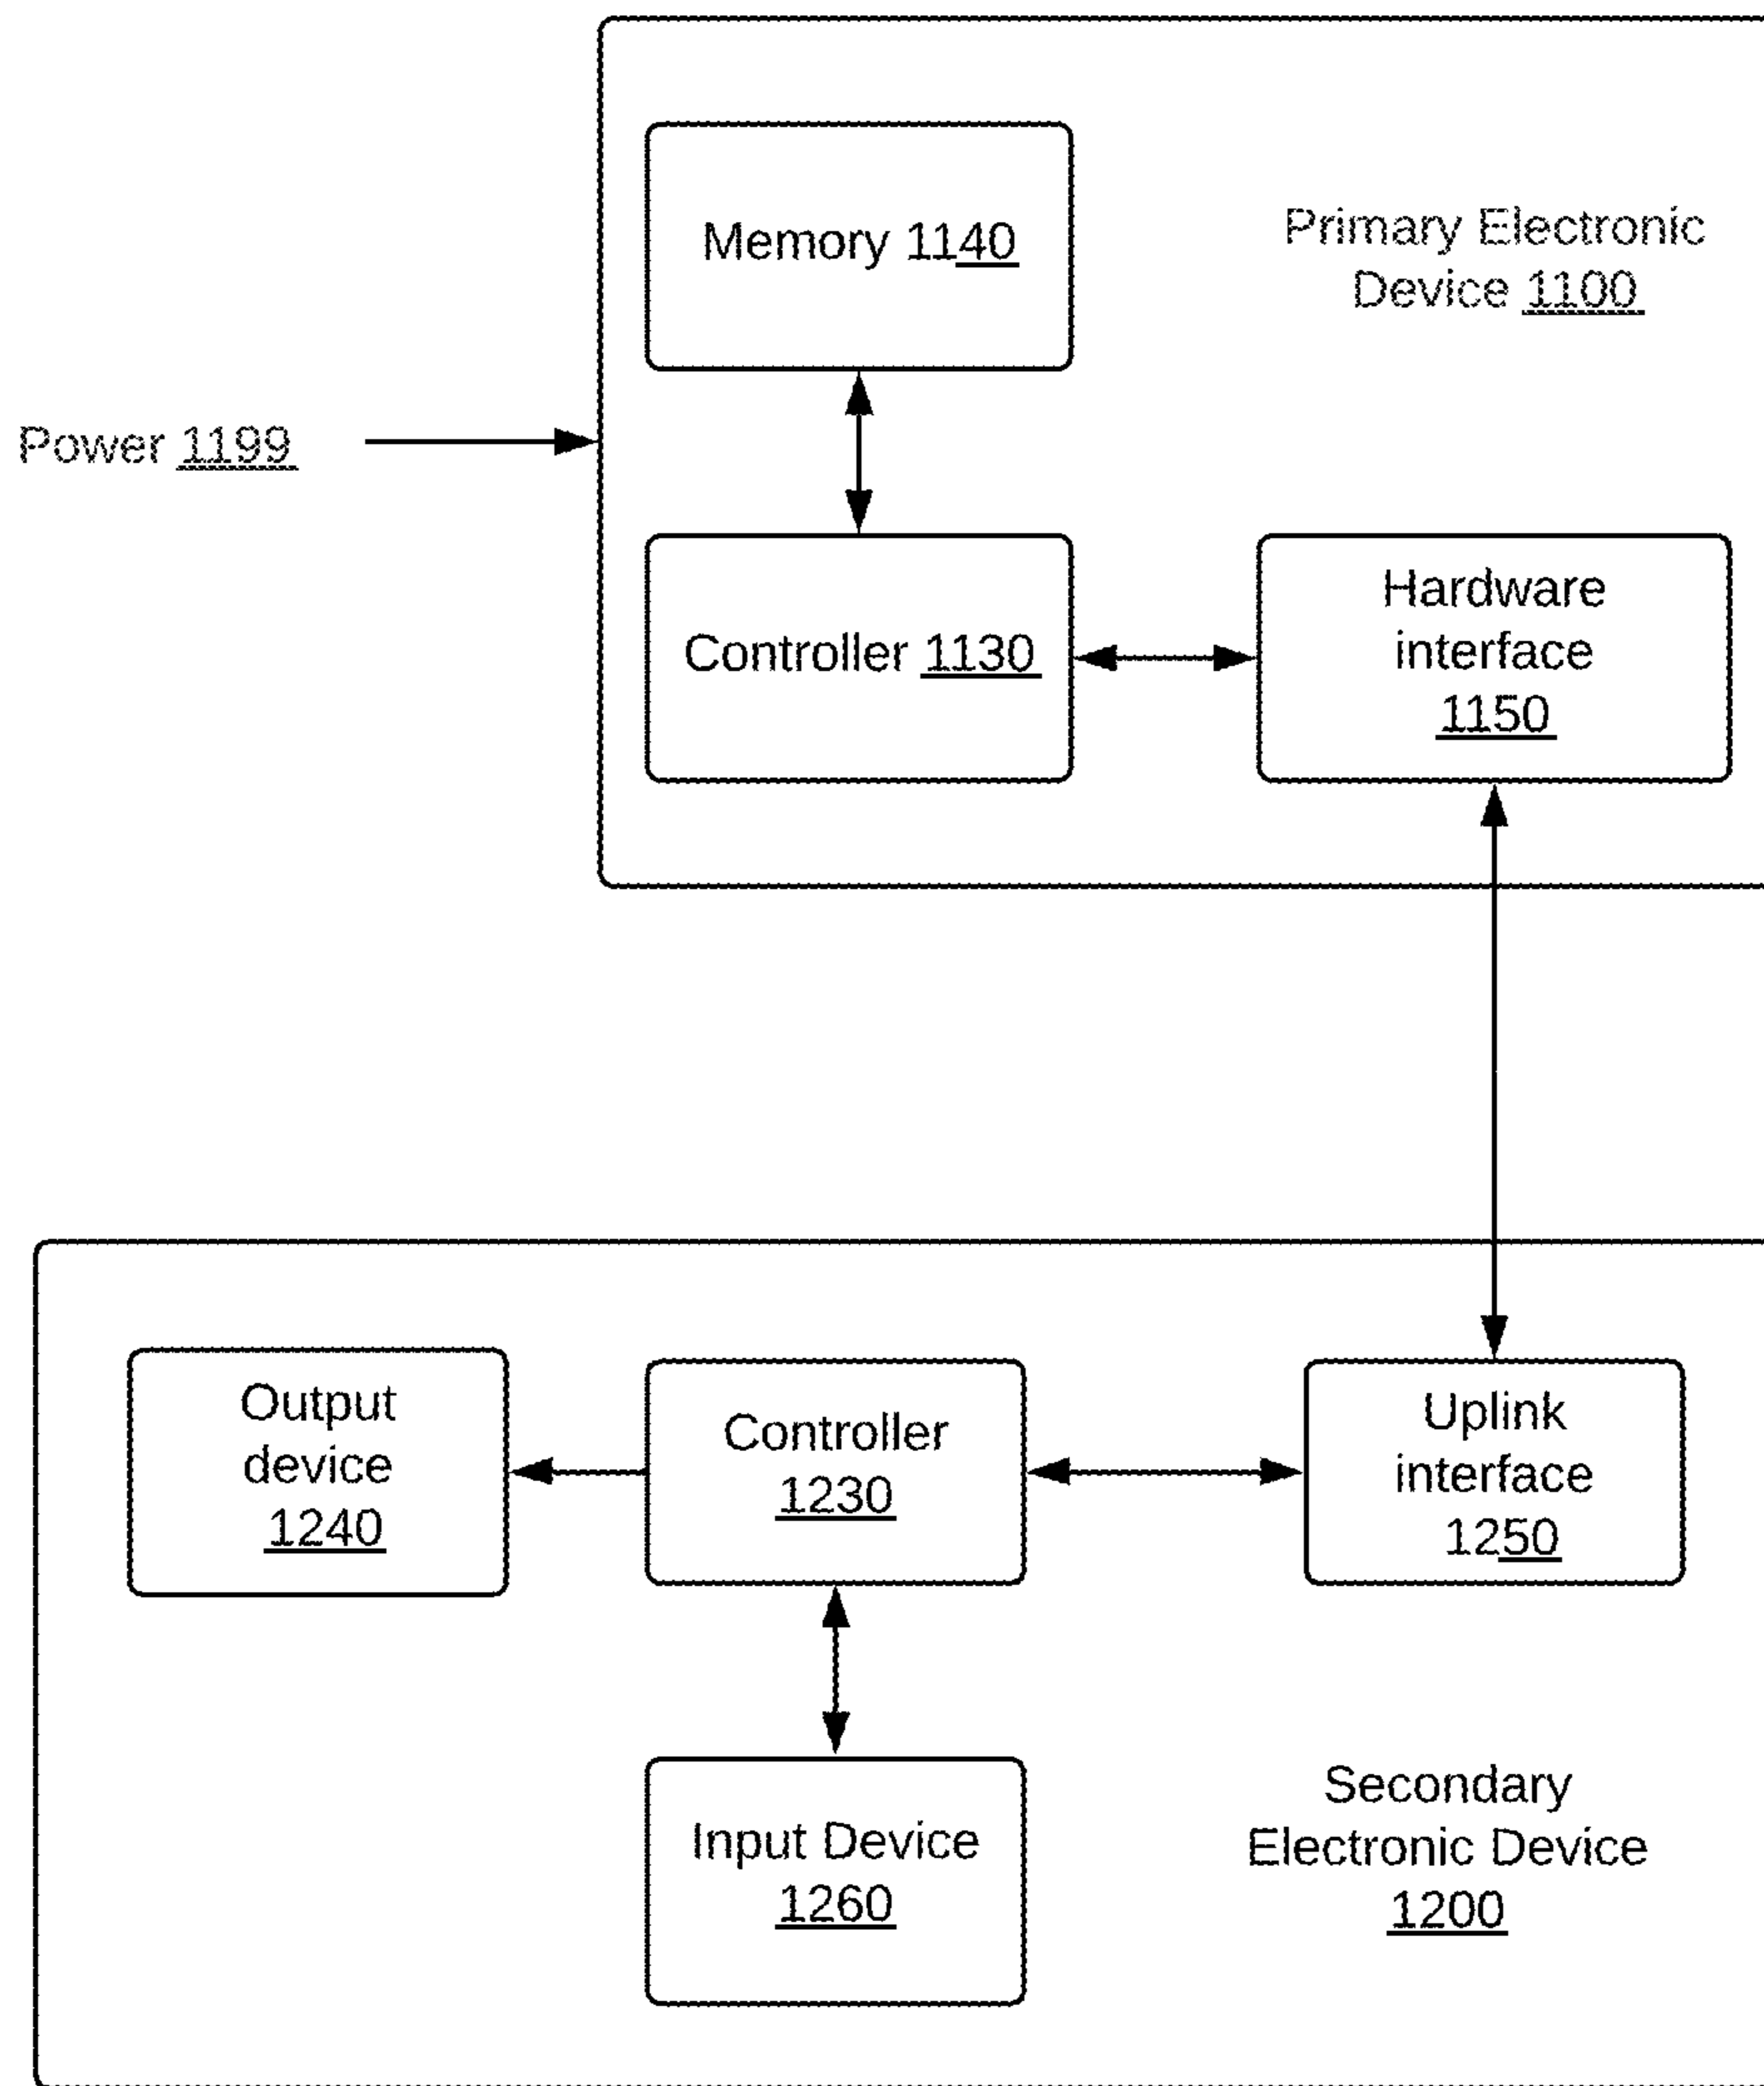 Memory 1140
Primary Electronic
Device 1100
Power 1199
Controller 1130
Hardware
interface
1150
Output
device
1240
Controller
1230
Uplink
interface
1250
Input Device
1260
Secondary
Electronic Device
1200